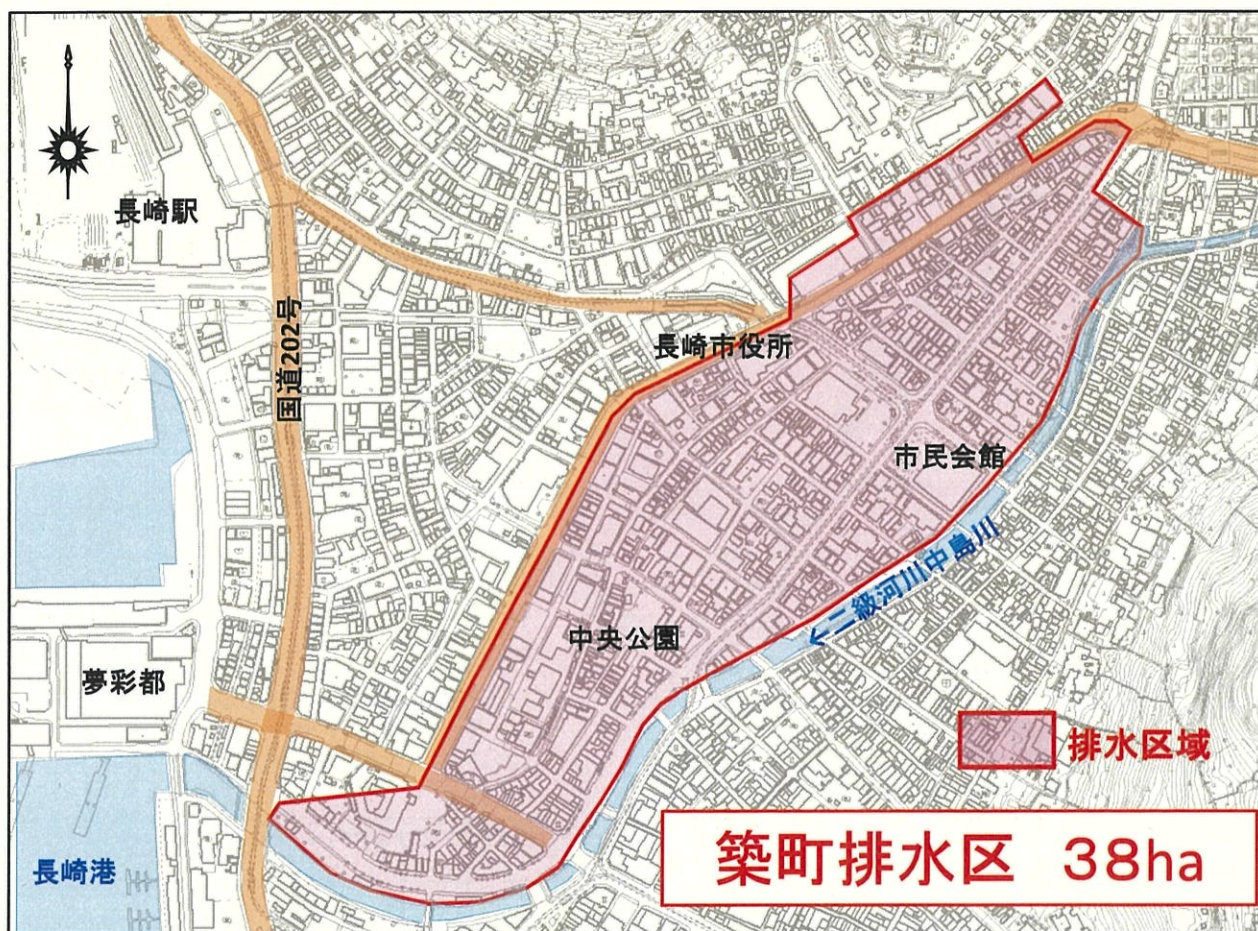 長崎駅
国道202号
長崎市役所
市民会館
←二級河川中島川
中央公園
夢彩都
排水区域
長崎港
築町排水区 38ha